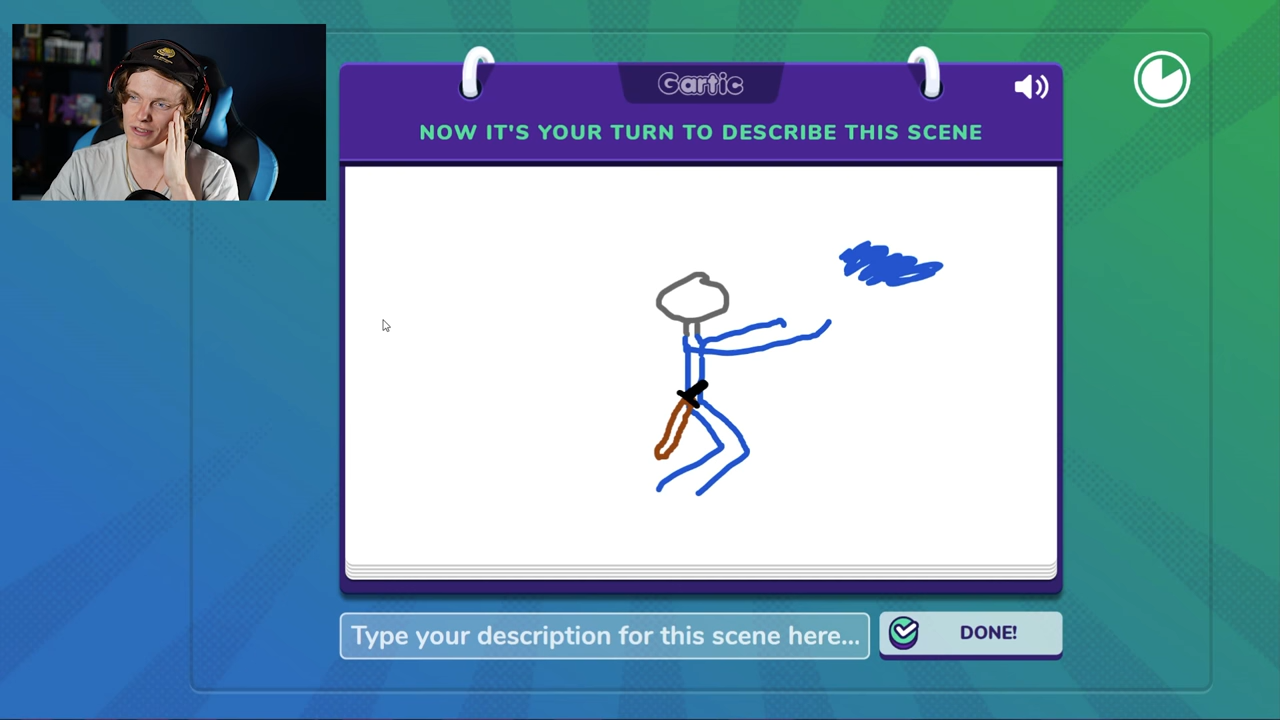 Gartic
NOW IT'S YOUR TURN TO DESCRIBE THIS SCENE
Type your description for this scene here...
DONE!